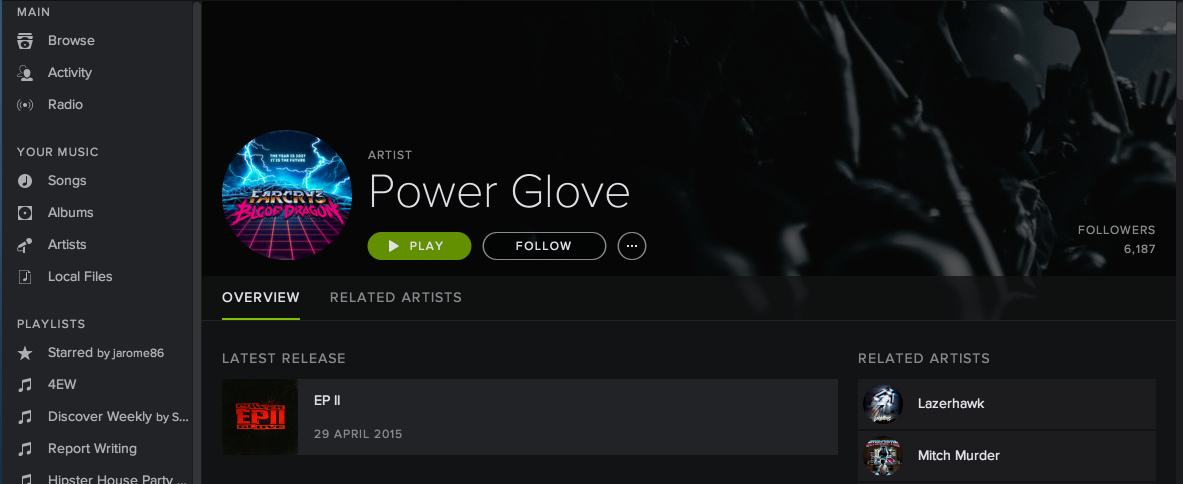 MAIN
Browse
Activity
Radio
YOUR MUSIC
Songs
Albums
Artists
Local Files
PLAYLISTS
Starred by jarome86
4EW
Discover Weekly by S...
Report Writing
Hipster House Party ...
THE YEAR IS 2007
IT IS THE FUTURE
FARCRY3
BLOOD DRAGON
ARTIST
Power Glove
PLAY
FOLLOW
FOLLOWERS
6,187
OVERVIEW
RELATED ARTISTS
LATEST RELEASE
POWER
EPII
GLOVE
EP II
29 APRIL 2015
RELATED ARTISTS
Lazerhawk
Mitch Murder